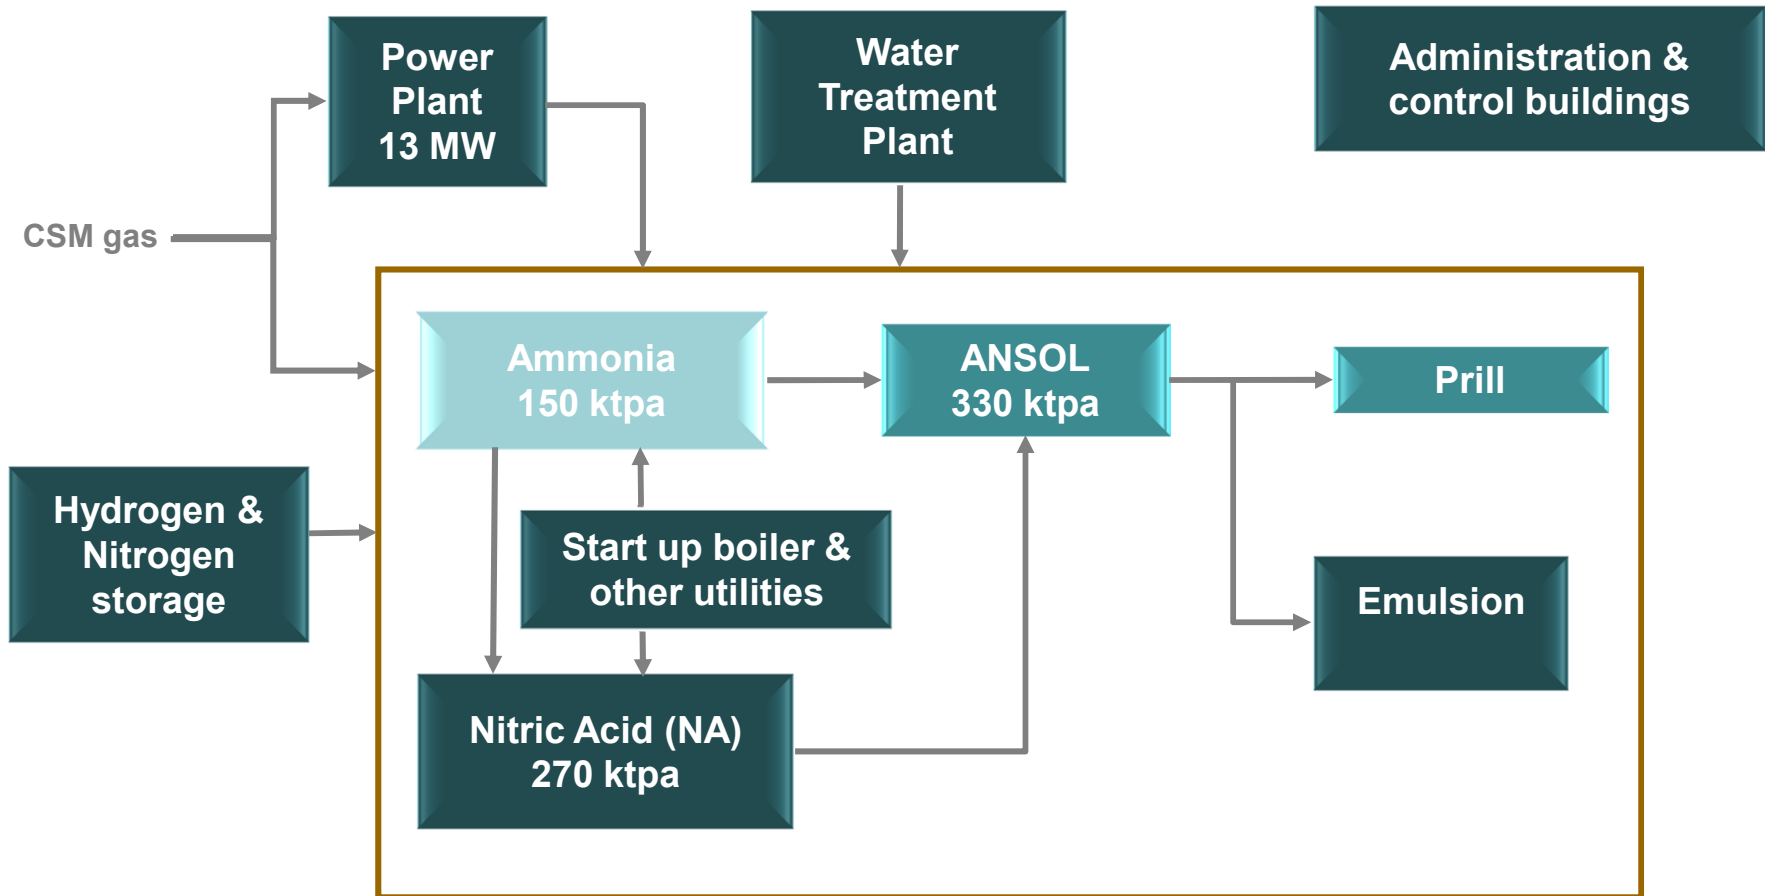 Power
Plant
13 MW
Water
Treatment
Plant
Administration &
control buildings
CSM gas
Ammonia
150 ktpa
ANSOL
330 ktpa
Prill
Hydrogen &
Nitrogen
storage
Start up boiler &
other utilities
Emulsion
Nitric Acid (NA)
270 ktpa